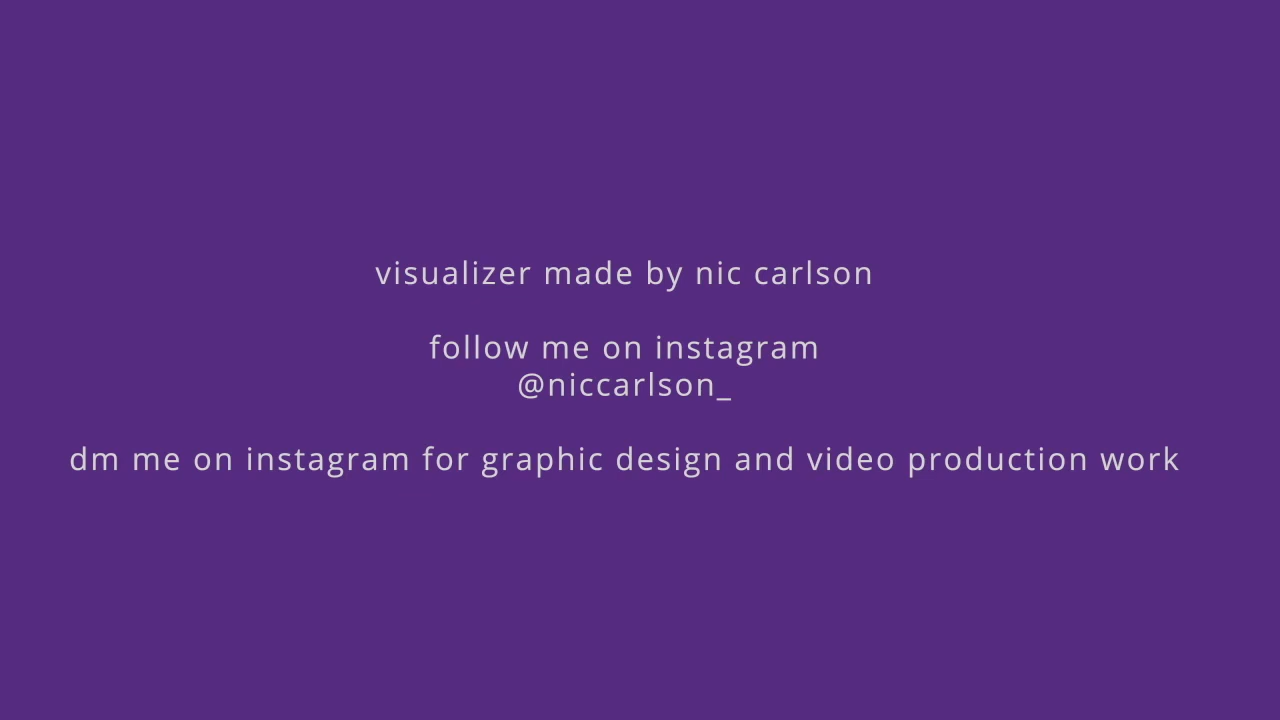 visualizer made by nic carlson
follow me on instagram
@niccarlson_
dm me on instagram for graphic design and video production work